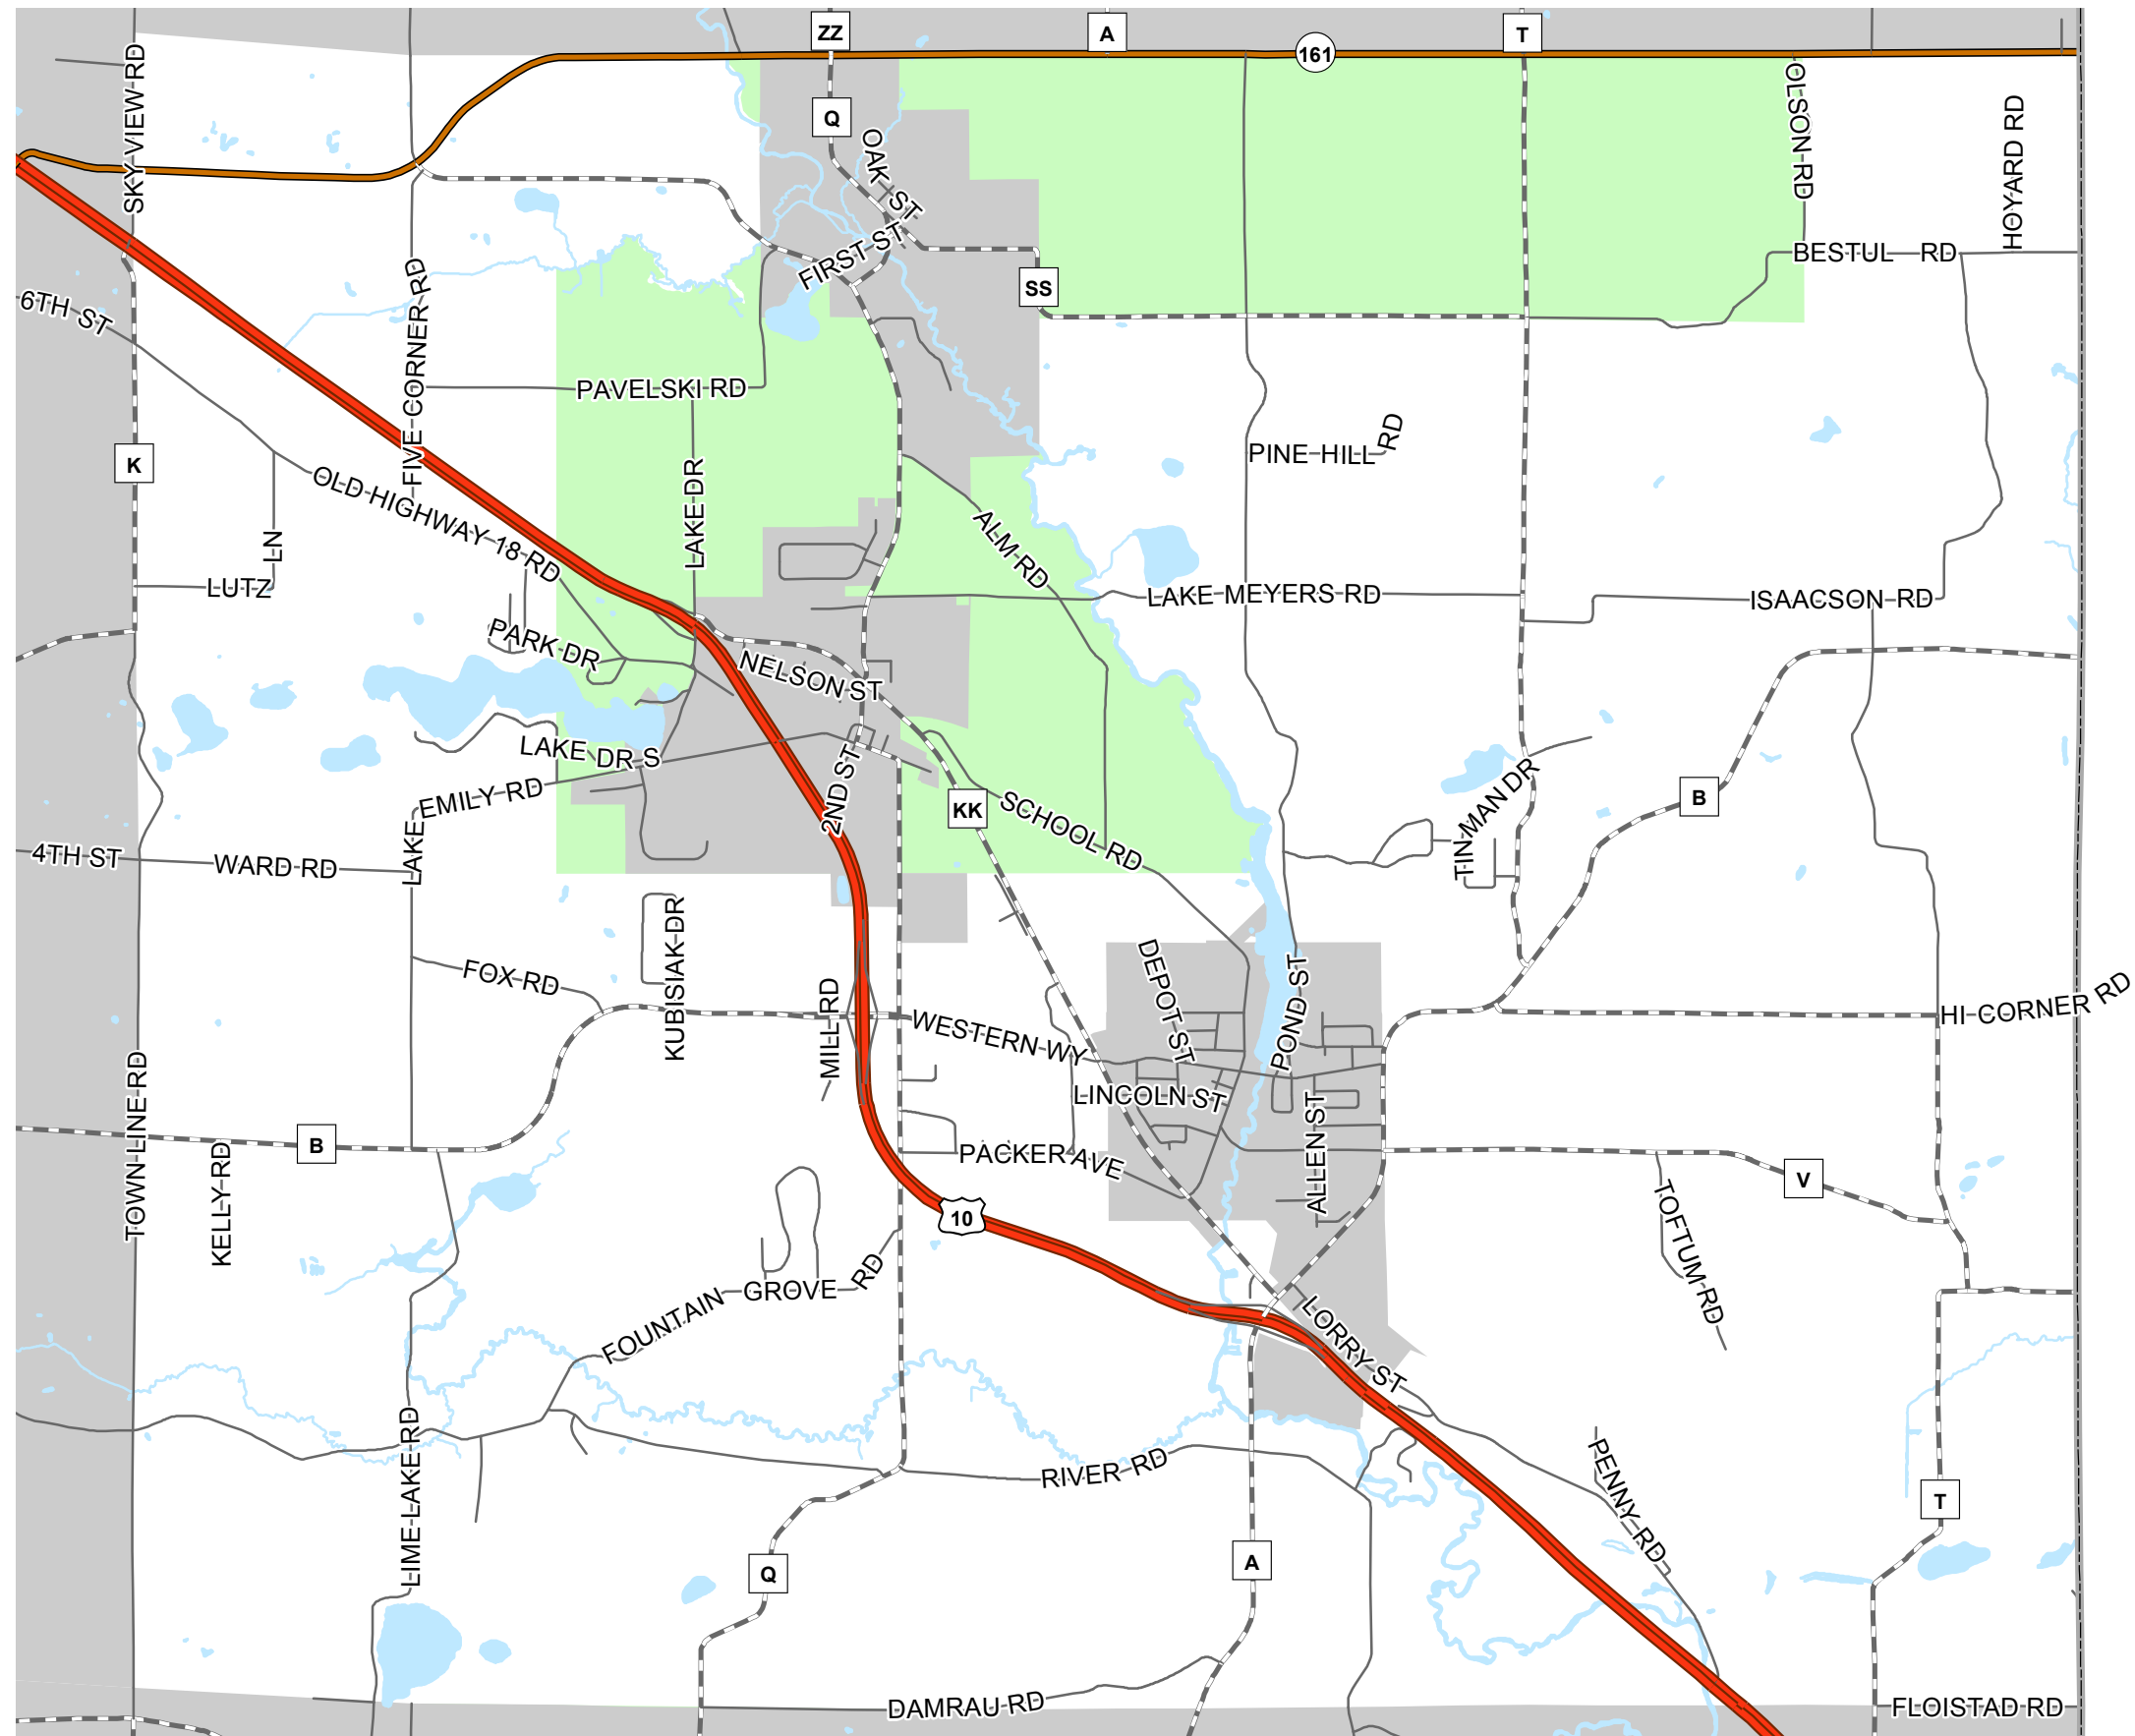 ZZ
A
T
161
SKY VIEW RD
Q
OAK ST
OLSON RD
HOYARD RD
FIRST ST
BESTUL RD
SS
6TH ST
FIVE CORNER RD
PAVELSKI RD
K
PINE HILL RD
OLD HIGHWAY 18 RD
LAKE DR
ALM RD
LUTZ LN
LAKE MEYERS RD
ISAACSON RD
PARK DR
NELSON ST
LAKE DR S
2ND ST
EMILY RD
LAKE
KK
SCHOOL RD
TIN MAN DR
B
4TH ST
WARD RD
FOX RD
KUBISIAK DR
MILL RD
DEPOT ST
POND ST
HI-CORNER RD
WESTERN WY
LINCOLN ST
TOWN LINE RD
B
KELLY RD
PACKER AVE
ALLEN ST
V
TOFTUM RD
10
FOUNTAIN GROVE RD
LORRY ST
LIME LAKE RD
RIVER RD
PENNY RD
T
Q
A
DAMRAU RD
FLOISTAD RD